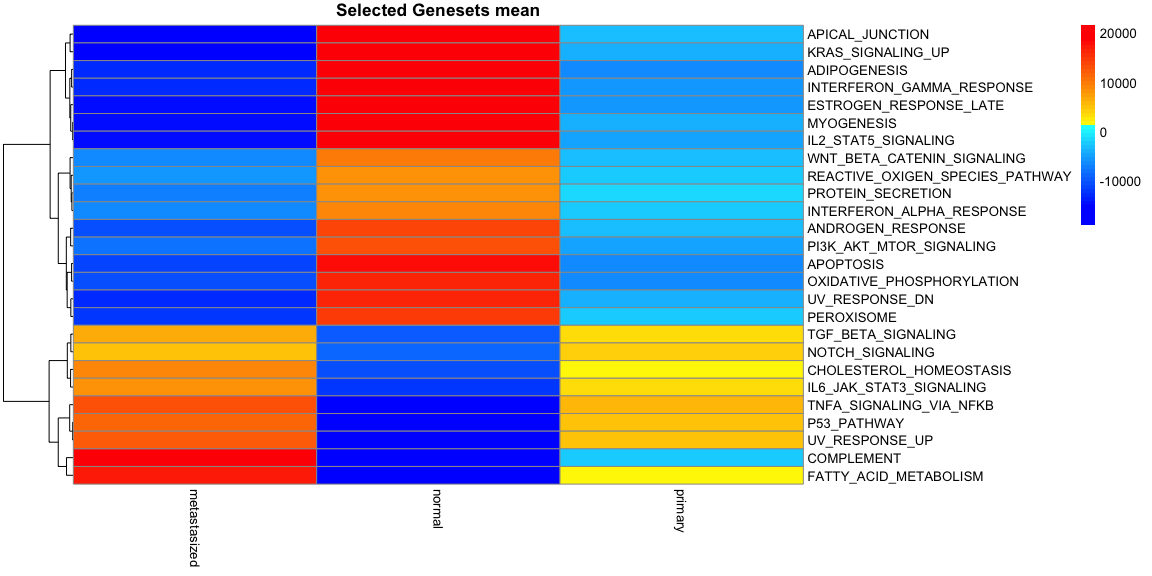 Selected Genesets mean
APICAL_JUNCTION
KRAS_SIGNALING_UP
ADIPOGENESIS
INTERFERON_GAMMA_RESPONSE
ESTROGEN_RESPONSE_LATE
MYOGENESIS
IL2_STAT5_SIGNALING
WNT_BETA_CATENIN_SIGNALING
REACTIVE_OXIGEN_SPECIES_PATHWAY
PROTEIN_SECRETION
INTERFERON_ALPHA_RESPONSE
ANDROGEN_RESPONSE
PI3K_AKT_MTOR_SIGNALING
APOPTOSIS
OXIDATIVE_PHOSPHORYLATION
UV_RESPONSE_DN
PEROXISOME
TGF_BETA_SIGNALING
NOTCH_SIGNALING
CHOLESTEROL_HOMEOSTASIS
IL6_JAK_STAT3_SIGNALING
TNFA_SIGNALING_VIA_NFKB
P53_PATHWAY
UV_RESPONSE_UP
COMPLEMENT
FATTY_ACID_METABOLISM
20000
10000
0
-10000
metastasized
normal
primary